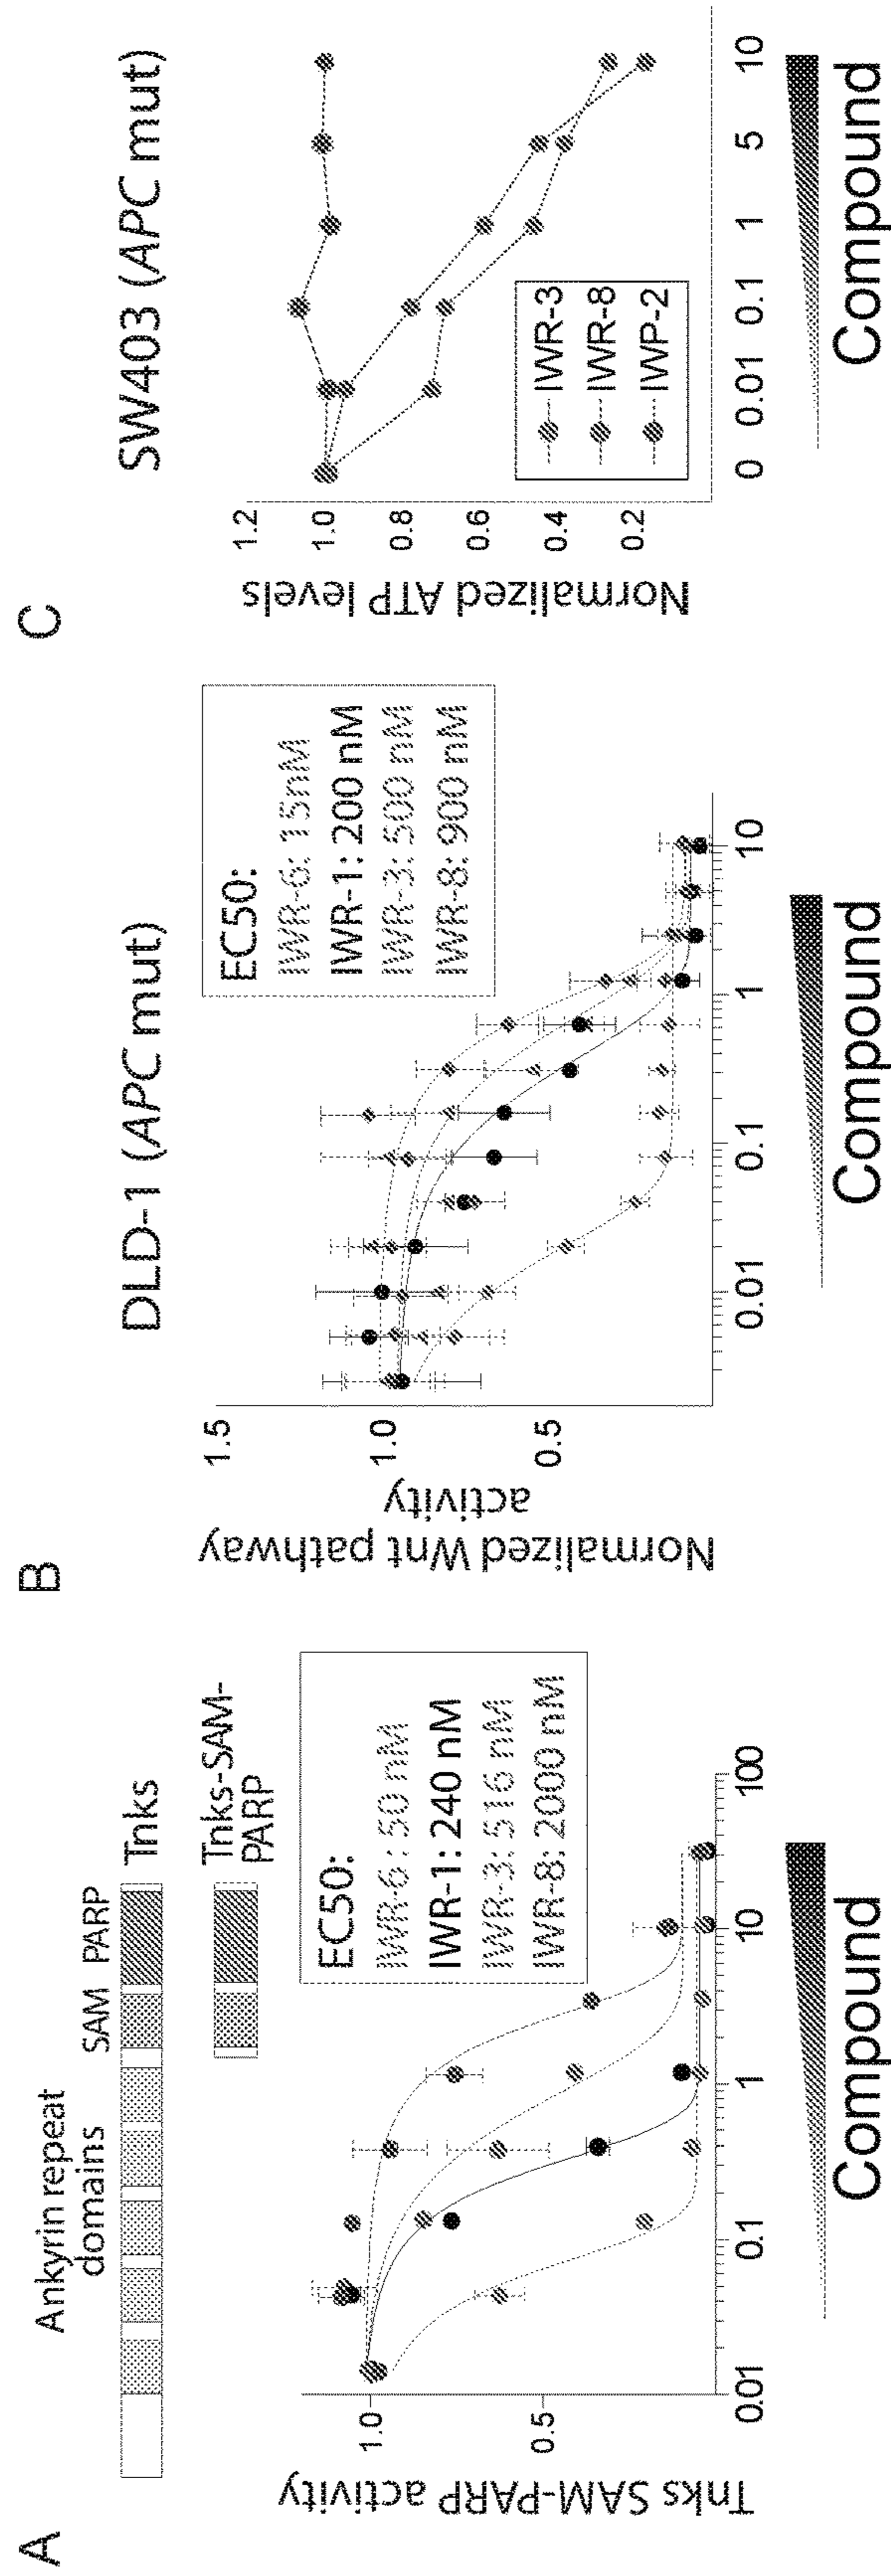 A
Ankyrin repeat
domains
SAM PARP
Tnks
Tnks-SAM-
PARP
EC50:
IWR-6 : 50 nM
IWR-1: 240 nM
IWR-3: 516 nM
IWR-8: 2000 nM
Tnks SAM-PARP activity
1.0
0.5
0.01 0.1 1 10 100
Compound
B
DLD-1 (APC mut)
EC50:
IWR-6: 15nM
IWR-1: 200 nM
IWR-3: 500 nM
IWR-8: 900 nM
Normalized Wnt pathway
activity
1.5
1.0
0.5
0.01 0.1 1 10
Compound
C
SW403 (APC mut)
Normalized ATP levels
1.2
1.0
0.8
0.6
0.4
0.2
IWR-3
IWR-8
IWP-2
0 0.01 0.1 1 5 10
Compound